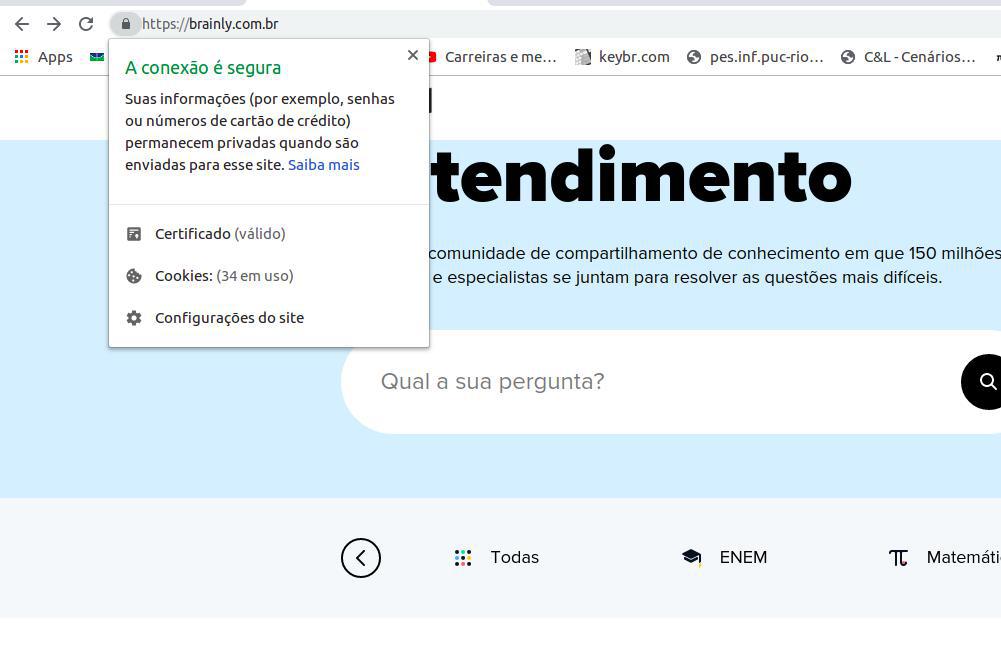 https://brainly.com.br
Apps
Carreiras e me...
keybr.com
pes.inf.puc-rio...
C&L - Cenários...
A conexão é segura
Suas informações (por exemplo, senhas
ou números de cartão de crédito)
permanecem privadas quando são
enviadas para esse site. Saiba mais
Certificado (válido)
Cookies: (34 em uso)
Configurações do site
tendimento
comunidade de compartilhamento de conhecimento em que 150 milhões
e especialistas se juntam para resolver as questões mais difíceis.
Qual a sua pergunta?
Todas
ENEM
Matemáti